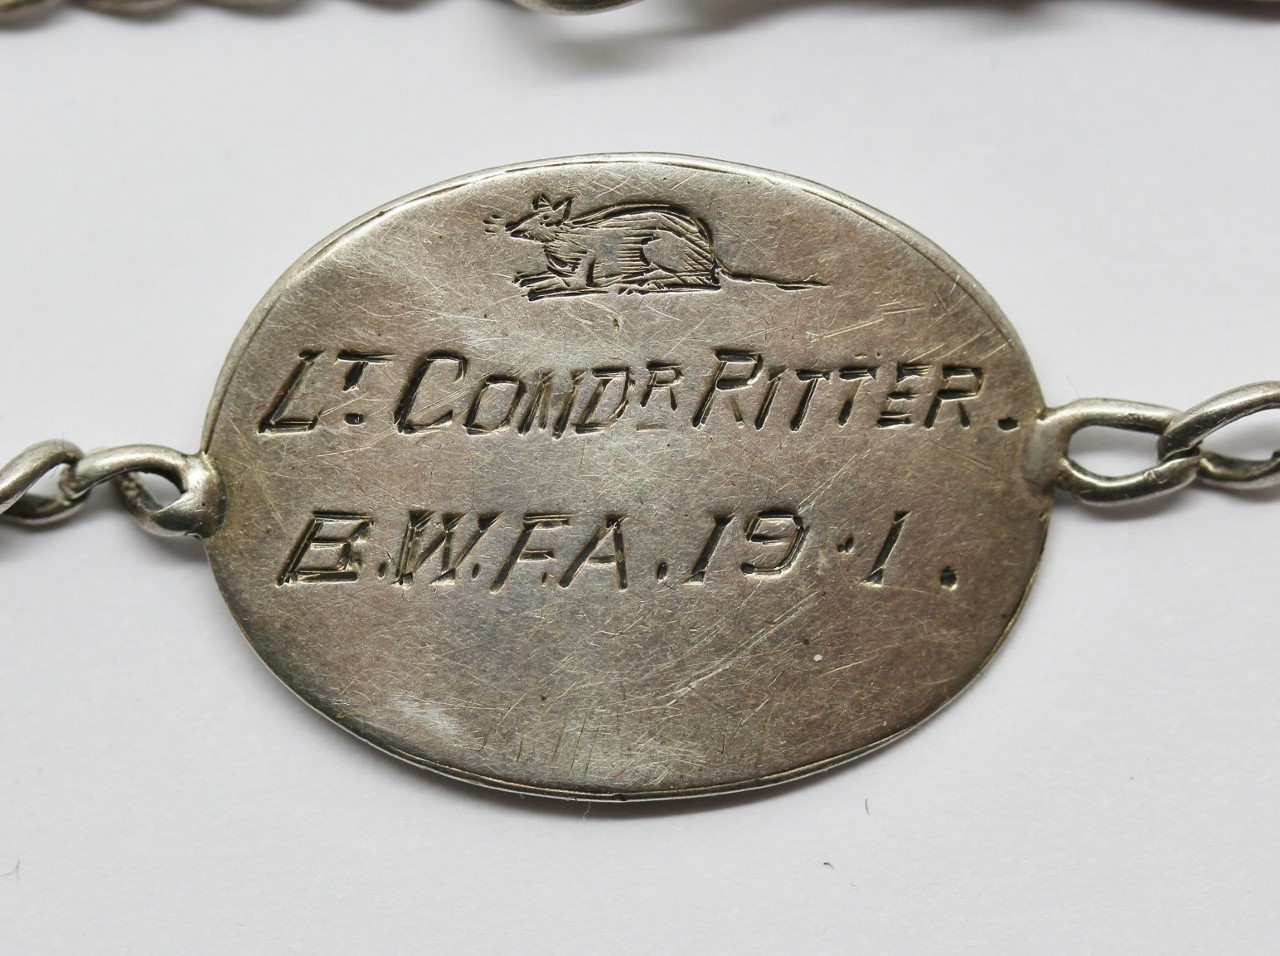 LT. COMDR RITTER.
B.W.F.A. 19·1.